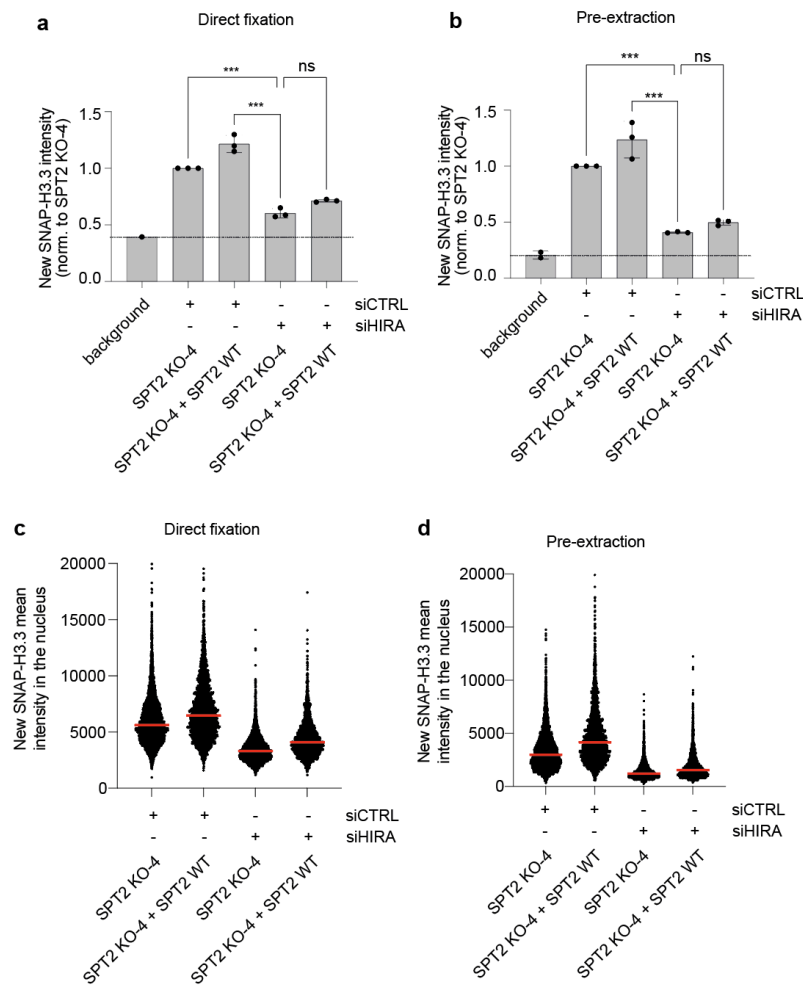 a
Direct fixation
New SNAP-H3.3 intensity
(norm. to SPT2 KO-4)
1.5
1.0
0.5
0.0
***
***
ns
+ + - - siCTRL
- - + + siHIRA
background
SPT2 KO-4
SPT2 KO-4 + SPT2 WT
SPT2 KO-4
SPT2 KO-4 + SPT2 WT
b
Pre-extraction
New SNAP-H3.3 intensity
(norm. to SPT2 KO-4)
1.5
1.0
0.5
0.0
***
***
ns
+ + - - siCTRL
- - + + siHIRA
background
SPT2 KO-4
SPT2 KO-4 + SPT2 WT
SPT2 KO-4
SPT2 KO-4 + SPT2 WT
c
Direct fixation
New SNAP-H3.3 mean
intensity in the nucleus
20000
15000
10000
5000
0
+ + - - siCTRL
- - + + siHIRA
SPT2 KO-4
SPT2 KO-4 + SPT2 WT
SPT2 KO-4
SPT2 KO-4 + SPT2 WT
d
Pre-extraction
New SNAP-H3.3 mean
intensity in the nucleus
20000
15000
10000
5000
0
+ + - - siCTRL
- - + + siHIRA
SPT2 KO-4
SPT2 KO-4 + SPT2 WT
SPT2 KO-4
SPT2 KO-4 + SPT2 WT